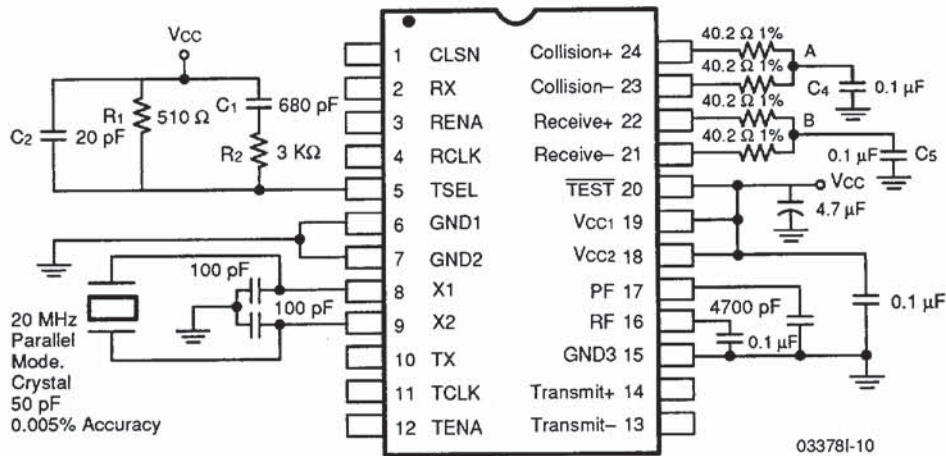 VCC
C2
20 pF
R1
510 Ω
C1
680 pF
R2
3 KΩ
100 pF
100 pF
20 MHz
Parallel
Mode.
Crystal
50 pF
0.005% Accuracy
1 CLSN
2 RX
3 RENA
4 RCLK
5 TSEL
6 GND1
7 GND2
8 X1
9 X2
10 TX
11 TCLK
12 TENA
Collision+ 24
Collision– 23
Receive+ 22
Receive– 21
TEST 20
VCC1 19
VCC2 18
PF 17
RF 16
GND3 15
Transmit+ 14
Transmit– 13
40.2 Ω 1%
40.2 Ω 1%
40.2 Ω 1%
40.2 Ω 1%
A
C4
0.1 µF
B
0.1 µF
C5
VCC
4.7 µF
4700 pF
0.1 µF
0.1 µF
03378I-10